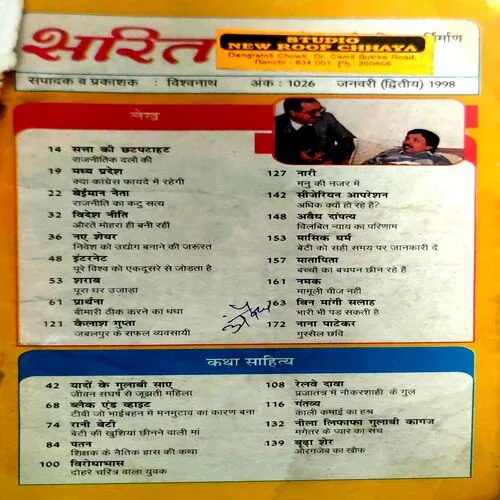 सरित
र्निर्माण
STUDIO
NEW ROOP CHHAYA
Dangratoli Chowk, Dr. Camil Bulcke Road,
Ranchi - 834 001 Ph.: 200868
संपादक व प्रकाशक : विश्वनाथ अंक : 1026 जनवरी (द्वितीय) 1998
लेख
14 सत्ता की छटपटाहट
राजनीतिक दलों की
19 मध्य प्रदेश
क्या कांग्रेस फायदे में रहेगी
22 बेईमान नेता
राजनीति का कटु सत्य
32 विदेश नीति
औरतें मोहरा ही बनी रहीं
36 नए शेयर
निवेश को उद्योग बनाने की जरूरत
48 इंटरनेट
पूरे विश्व को एकदूसरे से जोड़ता है
53 शराब
पूरा घर उजाड़ा
61 प्रार्थना
बीमारी ठीक करने का धंधा
121 कैलाश गुप्ता
जबलपुर के सफल व्यवसायी
127 नारी
मनु की नजर में
142 सीजेरियन आपरेशन
अधिक क्यों हो रहे हैं?
148 अवैध दांपत्य
विलंबित न्याय का परिणाम
153 मासिक धर्म
बेटी को सही समय पर जानकारी दें
157 मातापिता
बच्चों का बचपन छीन रहे हैं
161 नमक
मामूली चीज नहीं
163 बिन मांगी सलाह
भारी भी पड़ सकती है
172 नाना पाटेकर
गुस्सैल छवि
कथा साहित्य
42 यादों के गुलाबी साए
जीवन संघर्ष से जूझती महिला
68 ब्लैक एंड व्हाइट
टीवी जो भाईबहन में मनमुटाव का कारण बना
74 रानी बेटी
बेटी की खुशियां छीनने वाली मां
84 पतन
शिक्षक के नैतिक ह्रास की कथा
100 विरोधाभास
दोहरे चरित्र वाला युवक
108 रेलवे दावा
प्रजातंत्र में नौकरशाही के गुल
116 गंतव्य
काली कमाई का हश्र
132 नीला लिफाफा गुलाबी कागज
मंगेतर के प्यार का सच
139 बूढ़ा शेर
औरंगजेब का खौफ